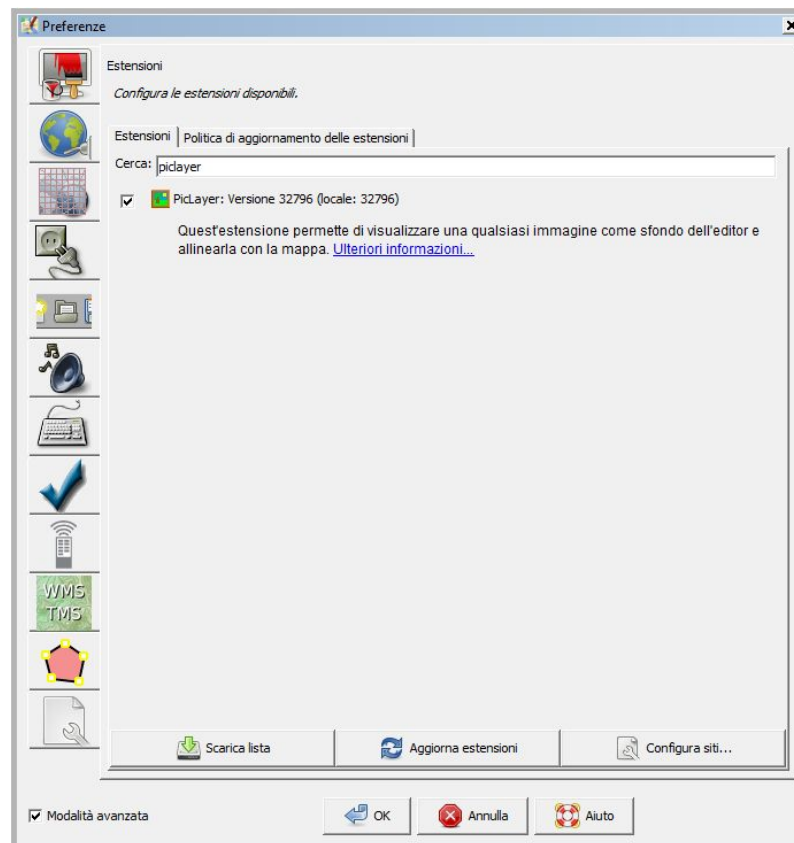 Preferenze
Estensioni
Configura le estensioni disponibili.
Estensioni
Politica di aggiornamento delle estensioni
Cerca: piclayer
PicLayer: Versione 32796 (locale: 32796)
Quest'estensione permette di visualizzare una qualsiasi immagine come sfondo dell'editor e
allinearla con la mappa. Ulteriori informazioni...
WMS
TMS
Scarica lista
Aggiorna estensioni
Configura siti...
Modalità avanzata
OK
Annulla
Aiuto